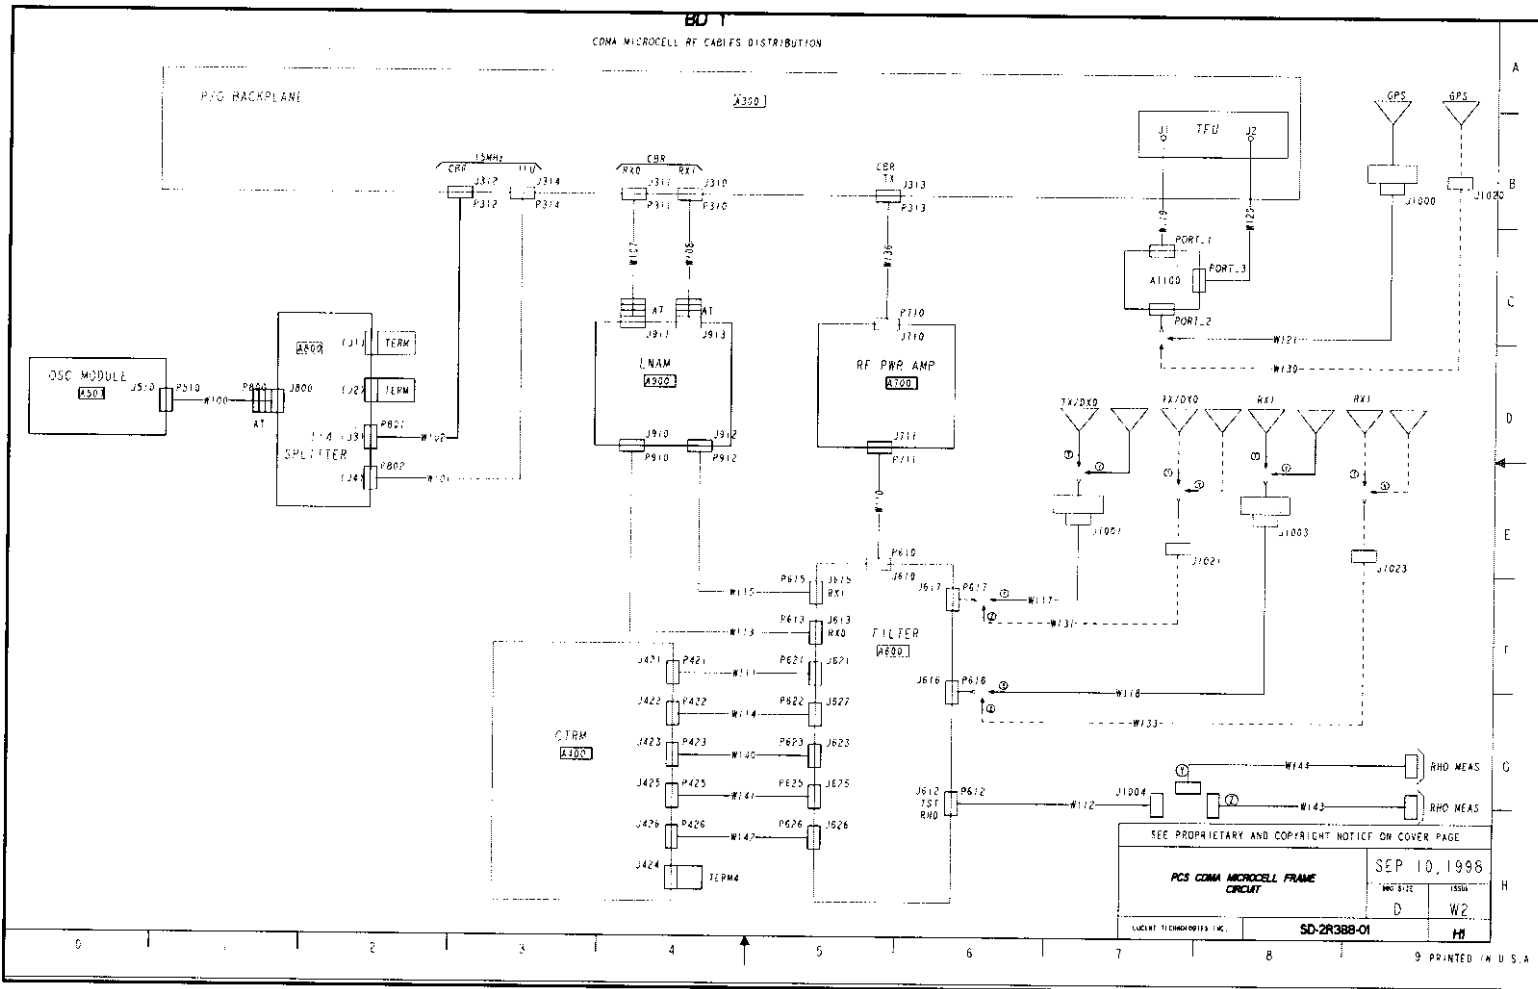 BD 1
CDMA MICROCELL RF CABLES DISTRIBUTION
A
GPS GPS
BACKPLANE
A300
J1 TFU J2
15MHz
CBR
CBR TFU
RX0 RX1
CBR
TX
J312 J314 J311 J310 J313
P312 P314 P311 P310 P313
B
J1000 J1020
W119 W125
W107 W108 W136
PORT_1
A1100
PORT_3
PORT_2
C
AT AT
J911 J913
P710
J710
W121
W130
A800
(J1) TERM
(J2) TERM
OSC MODULE
A501
J510 P510
W100
P800 J800
AT
LNAM
A900
RF PWR AMP
A700
TX/DX0 TX/DX0 RX1 RX1
D
P801
(J3)
W102
SPLITTER
P802
(J4)
W101
J910 J912
P910 P912
J711
P711
W110
J1001 J1021 J1003 J1023
E
P610
J610
P615 J615
RX1
W115
J617 P617
W117
P613 J613
RX0
W113
W131
FILTER
A600
F
J421 P421 W111 P621 J621
J616 P616
W118
J422 P422 W114 P622 J622
W133
CTRM
A400
J423 P423 W140 P623 J623
W144 RHO MEAS
G
J425 P425 W141 P625 J625
J612 P612
TST
RHO
W112
J1004
W143 RHO MEAS
J426 P426 W142 P626 J626
J424
TERM4
SEE PROPRIETARY AND COPYRIGHT NOTICE ON COVER PAGE
PCS CDMA MICROCELL FRAME
CIRCUIT
SEP 10, 1998
DWG SIZE ISSUE
D W2
H
LUCENT TECHNOLOGIES INC.
SD-2R388-01
H1
0 1 2 3 4 5 6 7 8 9
PRINTED IN U.S.A